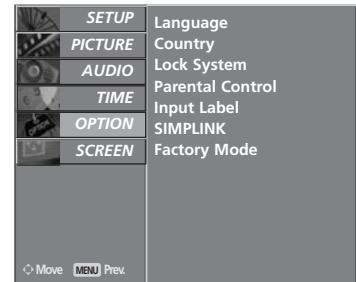 SETUP
PICTURE
AUDIO
TIME
OPTION
SCREEN
Move MENU Prev.
Language
Country
Lock System
Parental Control
Input Label
SIMPLINK
Factory Mode